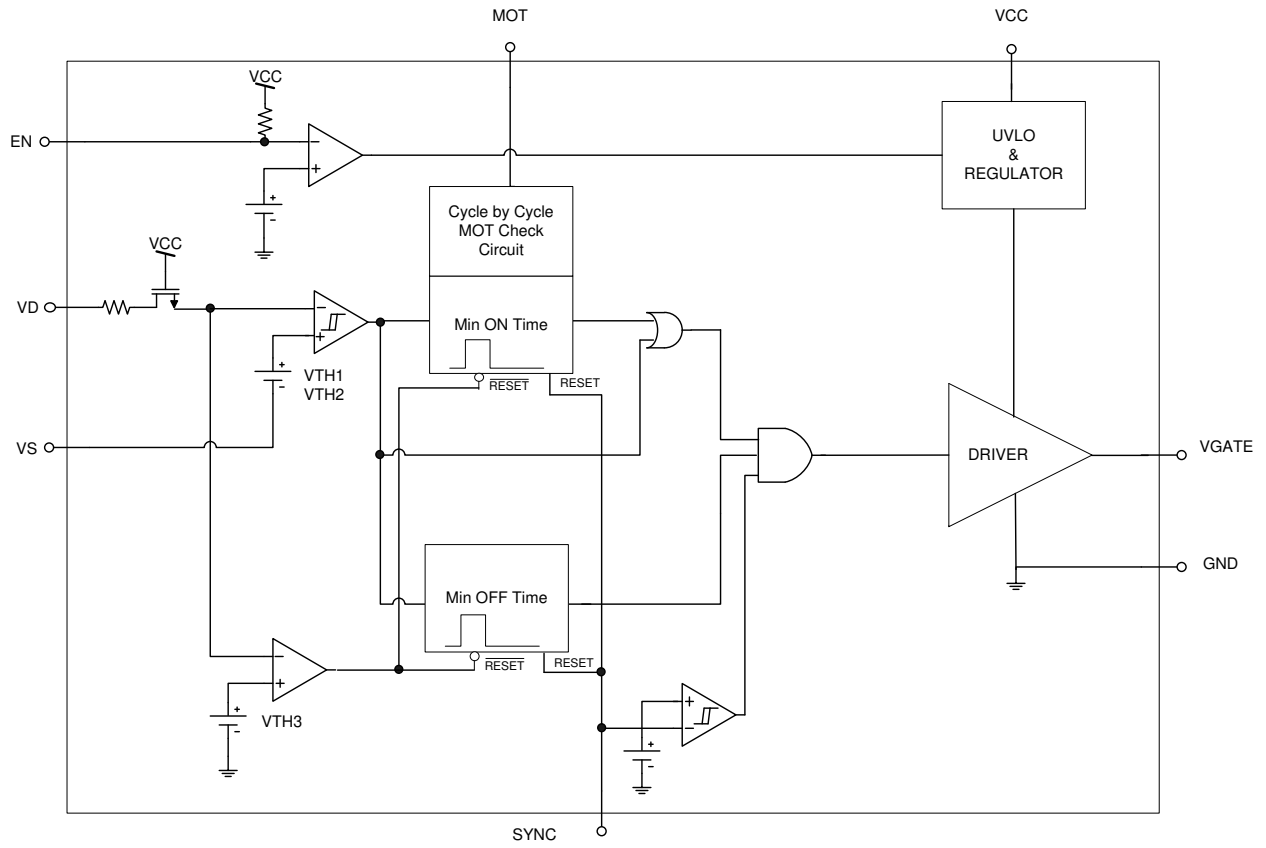 MOT
VCC
VCC
EN
−
+
+
-
UVLO
&
REGULATOR
Cycle by Cycle
MOT Check
Circuit
VCC
VD
−
+
+
-
VTH1
VTH2
Min ON Time
RESET
RESET
VS
DRIVER
VGATE
GND
Min OFF Time
RESET
RESET
−
+
+
-
VTH3
+
−
+
-
SYNC